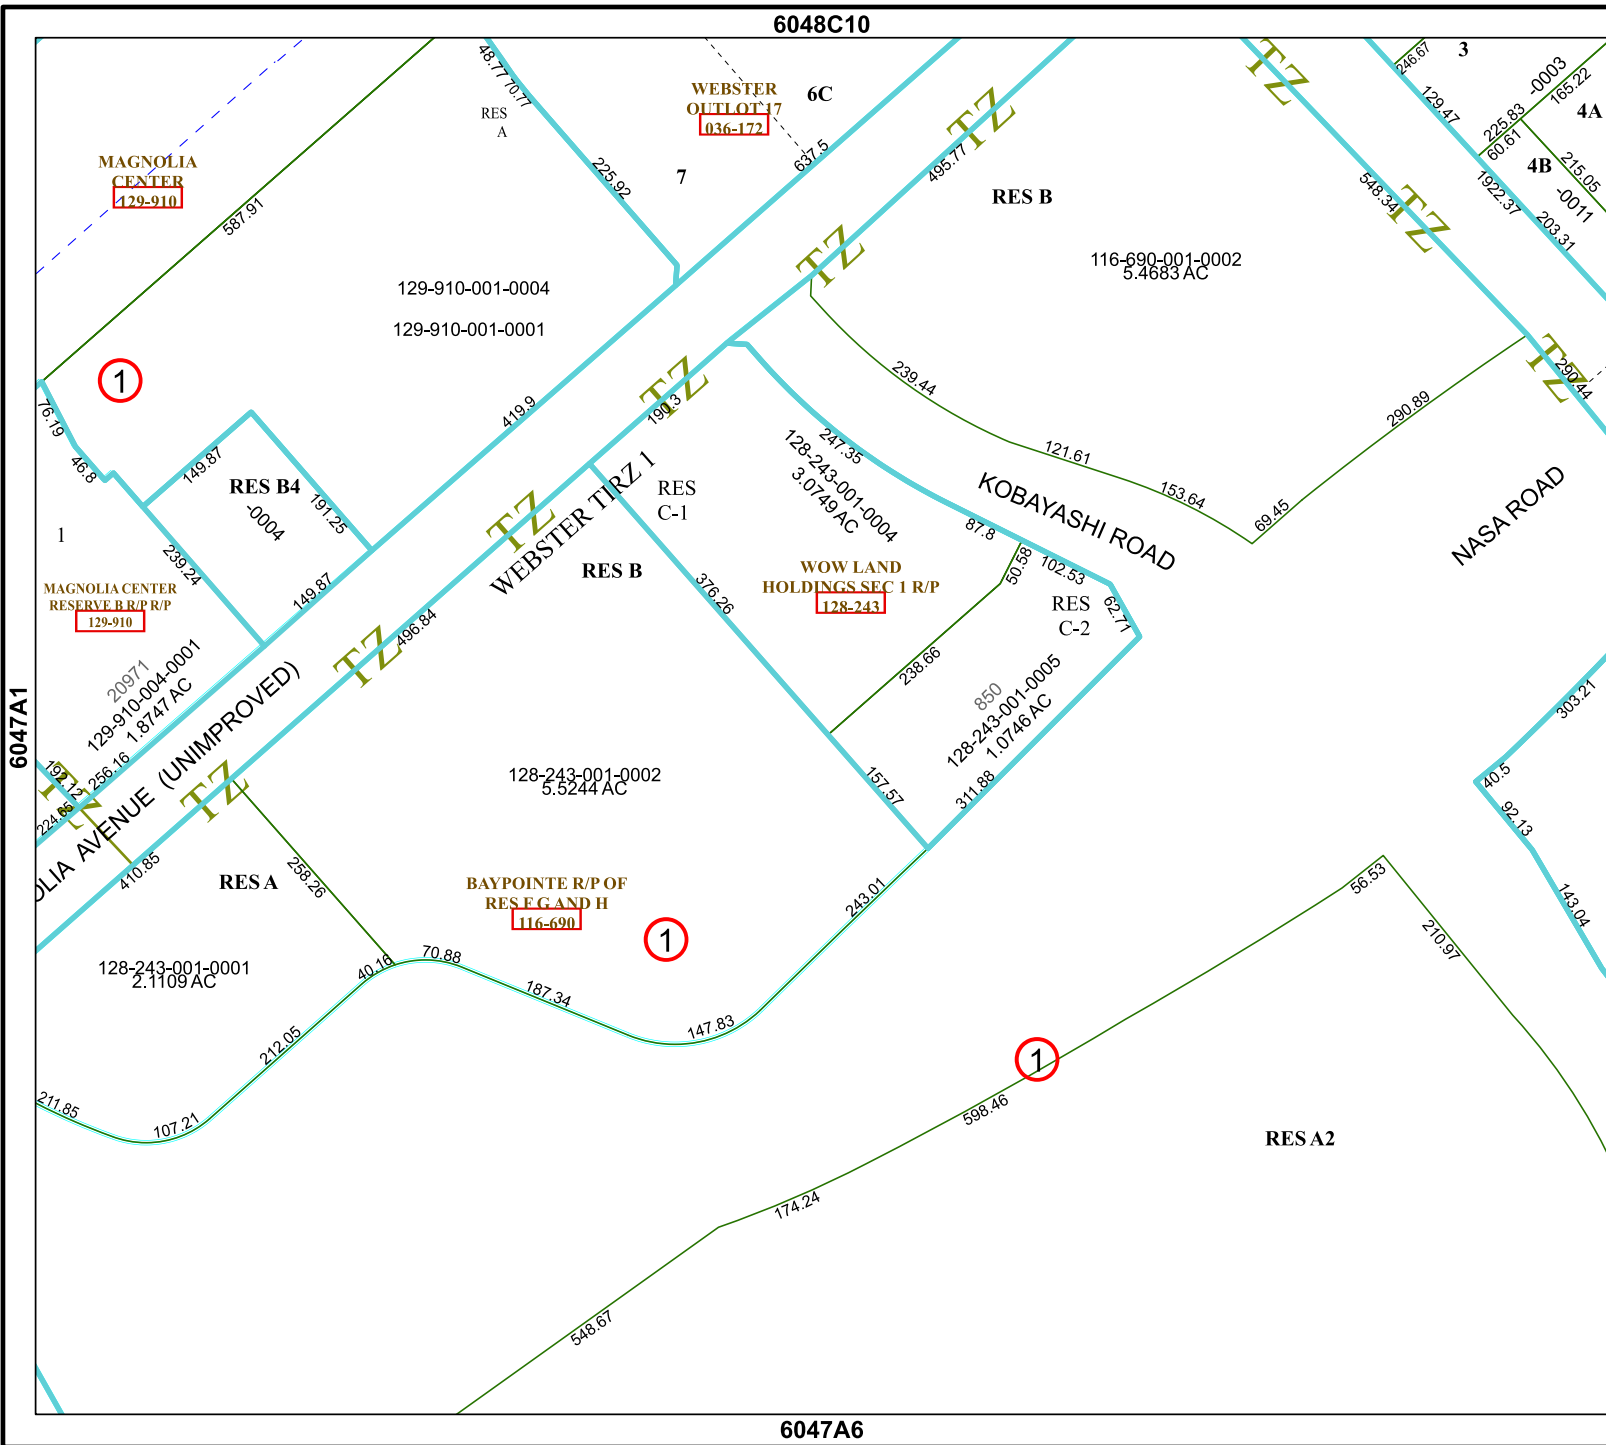 6048C10
48.77
70.77
RES
A
WEBSTER
OUTLOT 17
036-172
6C
637.5
7
225.92
495.77
TZ
TZ
246.67
3
129.47
-0003
165.22
225.83
60.61
4A
4B
215.05
-0011
1922.37
203.31
548.34
TZ
MAGNOLIA
CENTER
129-910
587.91
RES B
116-690-001-0002
5.4683 AC
TZ
129-910-001-0004
129-910-001-0001
1
76.19
46.8
419.9
TZ
190.3
239.44
290.89
TZ
290.44
149.87
RES B4
-0004
191.25
1
239.24
MAGNOLIA CENTER
RESERVE B R/P R/P
129-910
149.87
TZ
WEBSTER TIRZ 1
RES
C-1
RES B
376.26
247.35
128-243-001-0004
3.0749 AC
87.8
KOBAYASHI ROAD
121.61
153.64
69.45
NASA ROAD
WOW LAND
HOLDINGS SEC 1 R/P
128-243
50.58
102.53
RES
C-2
62.71
238.66
850
128-243-001-0005
1.0746 AC
311.88
157.57
20971
129-910-004-0001
1.8747 AC
256.16
192.12
TZ
224.65
OLIA AVENUE (UNIMPROVED)
TZ
496.84
TZ
410.85
6047A1
128-243-001-0002
5.5244 AC
RES A
258.26
BAYPOINTE R/P OF
RES F G AND H
116-690
1
243.01
303.21
40.5
92.13
143.04
56.53
210.97
128-243-001-0001
2.1109 AC
40.16
70.88
187.34
147.83
212.05
211.85
107.21
1
598.46
RES A2
174.24
548.67
6047A6